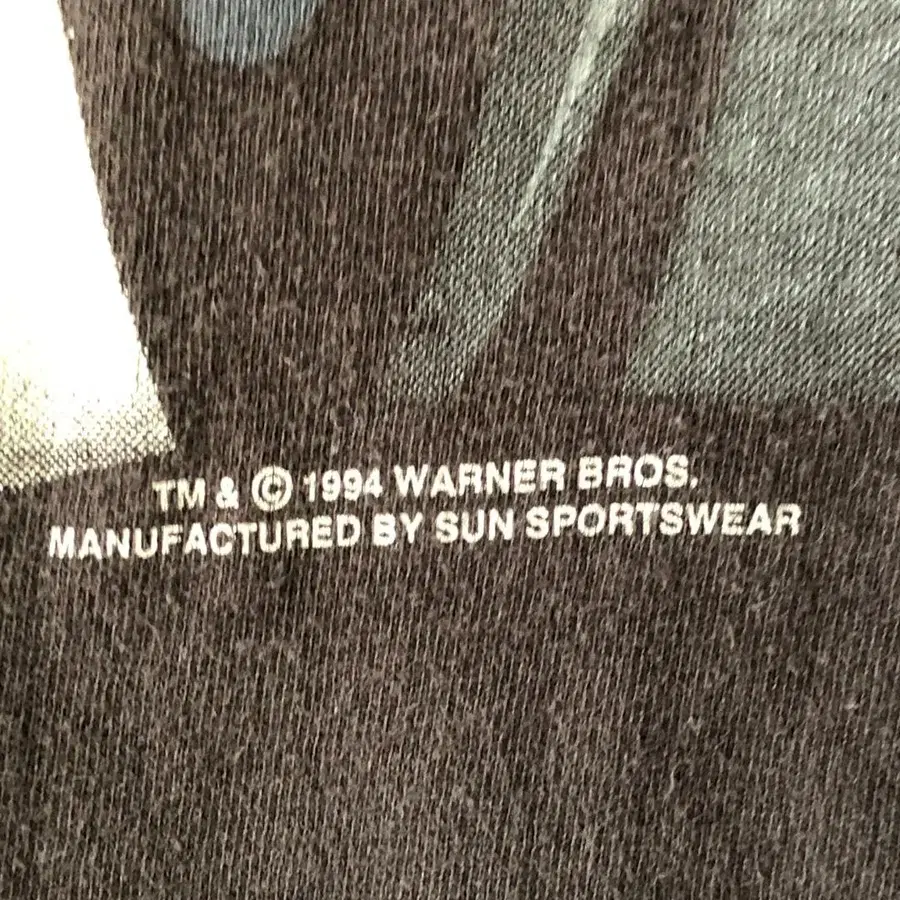 TM & © 1994 WARNER BROS.
MANUFACTURED BY SUN SPORTSWEAR